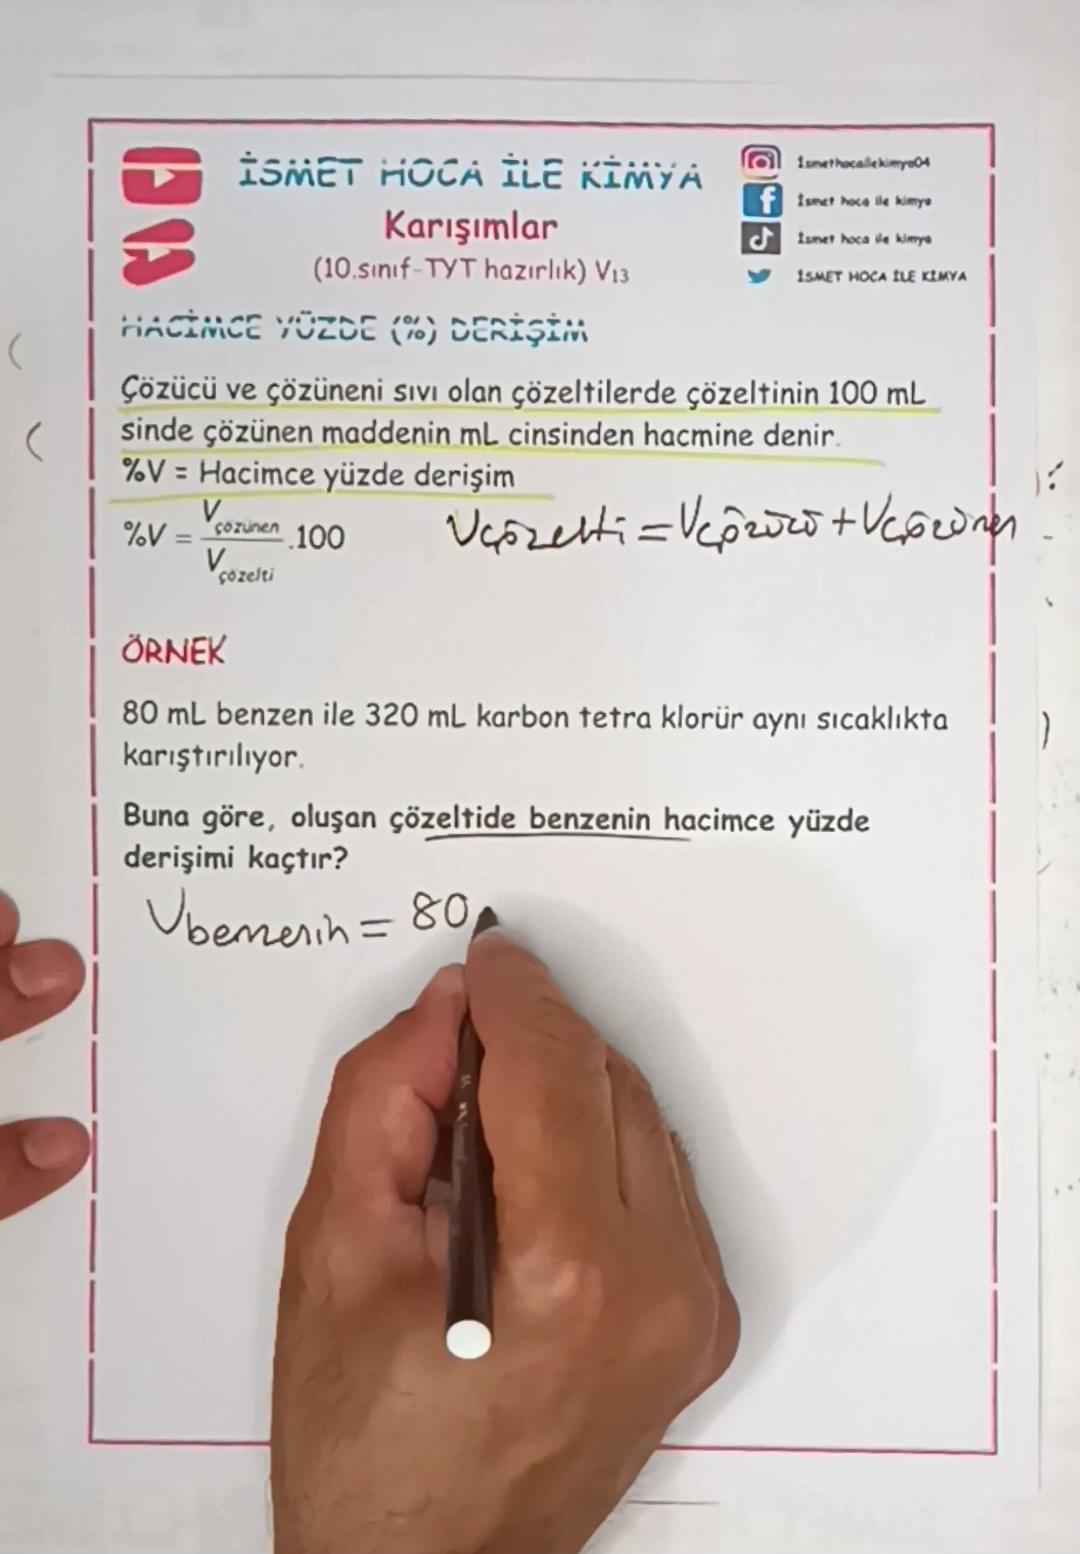 İSMET HOCA İLE KİMYA
Karışımlar
(10.sınıf-TYT hazırlık) V13
ismethocailekimya04
İsmet hoca ile kimya
İsmet hoca ile kimya
İSMET HOCA İLE KİMYA
HACİMCE YÜZDE (%) DERİŞİM
Çözücü ve çözüneni sıvı olan çözeltilerde çözeltinin 100 mL
sinde çözünen maddenin mL cinsinden hacmine denir.
%V = Hacimce yüzde derişim
%V = Vçözünen / Vçözelti .100
Vçözelti = Vçözücü + Vçözünen
ÖRNEK
80 mL benzen ile 320 mL karbon tetra klorür aynı sıcaklıkta
karıştırılıyor.
Buna göre, oluşan çözeltide benzenin hacimce yüzde
derişimi kaçtır?
Vbenzenin = 80